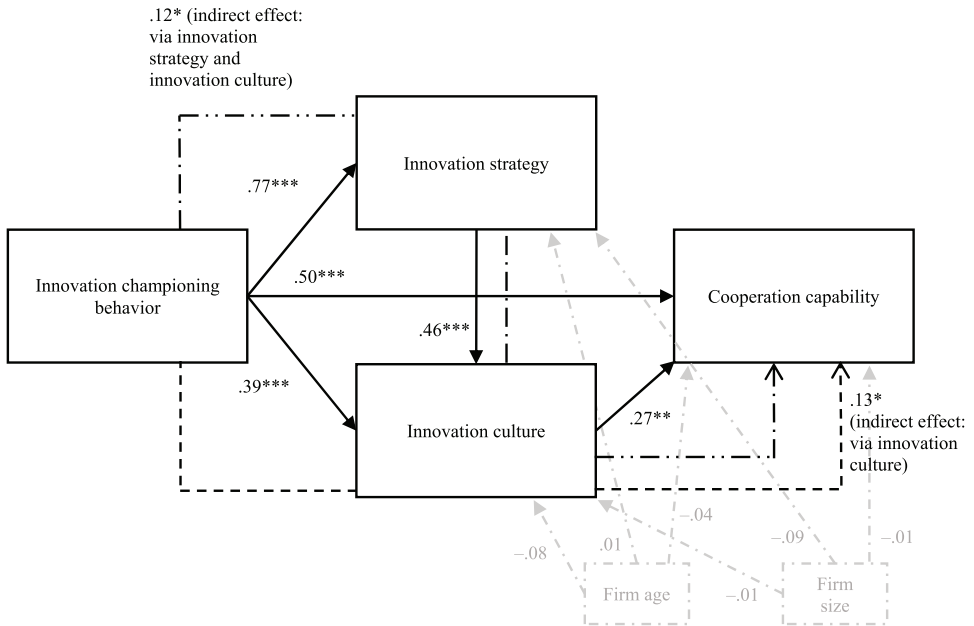 .12* (indirect effect:
via innovation
strategy and
innovation culture)
Innovation strategy
.77***
Innovation championing
behavior
.50***
Cooperation capability
.46***
.39***
Innovation culture
.27**
.13*
(indirect effect:
via innovation
culture)
–.04
–.08
.01
–.09
–.01
Firm age
–.01
Firm
size